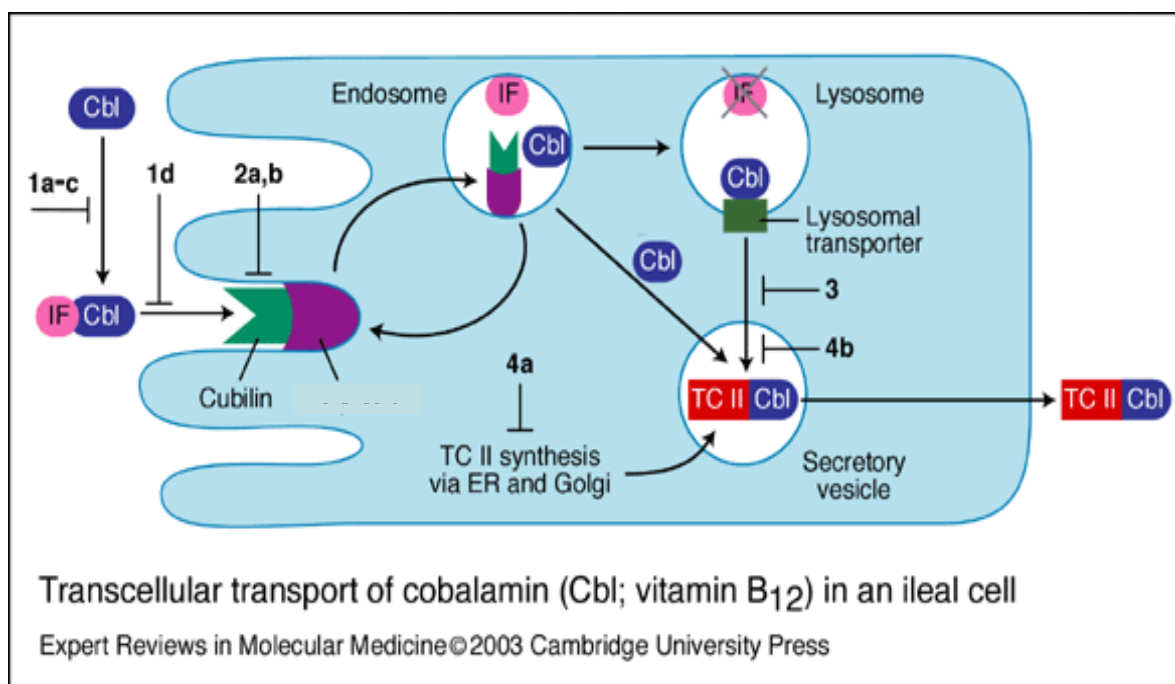 Endosome
IF
IF
Lysosome
Cbl
Cbl
1a-c
1d
2a,b
Cbl
Lysosomal
transporter
Cbl
IF
Cbl
3
4b
Cubilin
4a
TC II
Cbl
TC II
Cbl
TC II synthesis
via ER and Golgi
Secretory
vesicle
Transcellular transport of cobalamin (Cbl; vitamin B12) in an ileal cell
Expert Reviews in Molecular Medicine©2003 Cambridge University Press